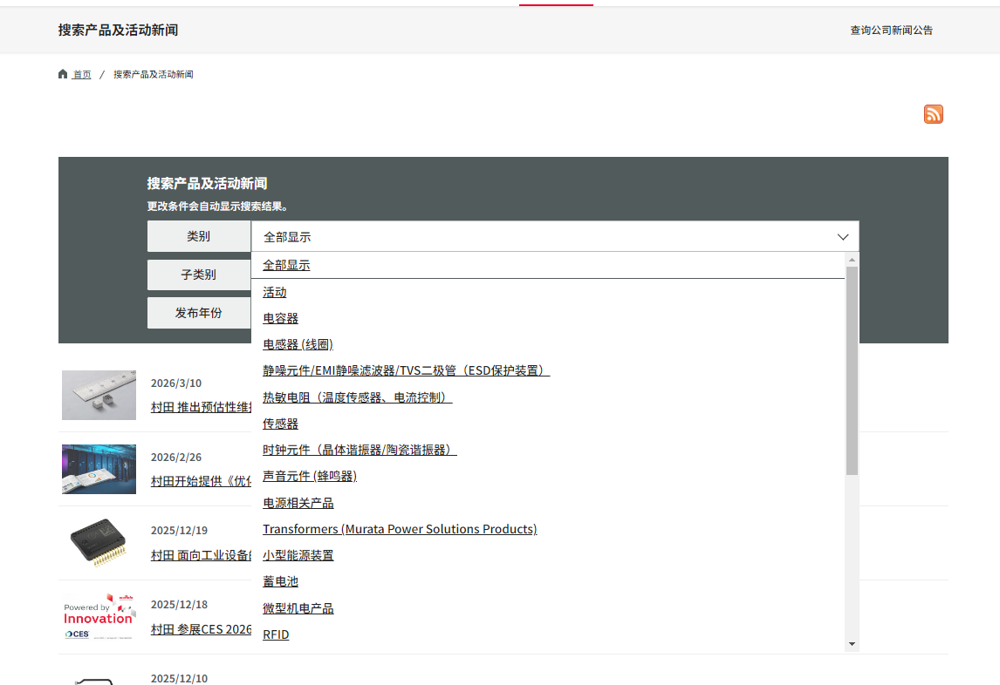 搜索产品及活动新闻
查询公司新闻公告
首页 / 搜索产品及活动新闻
搜索产品及活动新闻
更改条件会自动显示搜索结果。
类别
全部显示
子类别
发布年份
全部显示
活动
电容器
电感器 (线圈)
静噪元件/EMI静噪滤波器/TVS二极管（ESD保护装置）
热敏电阻（温度传感器、电流控制）
传感器
时钟元件（晶体谐振器/陶瓷谐振器）
声音元件 (蜂鸣器)
电源相关产品
Transformers (Murata Power Solutions Products)
小型能源装置
蓄电池
微型机电产品
RFID
2026/3/10
村田 推出预估性维
2026/2/26
村田开始提供《优化
2025/12/19
村田 面向工业设备
2025/12/18
村田 参展CES 2026
Powered by
Innovation
CES
2025/12/10